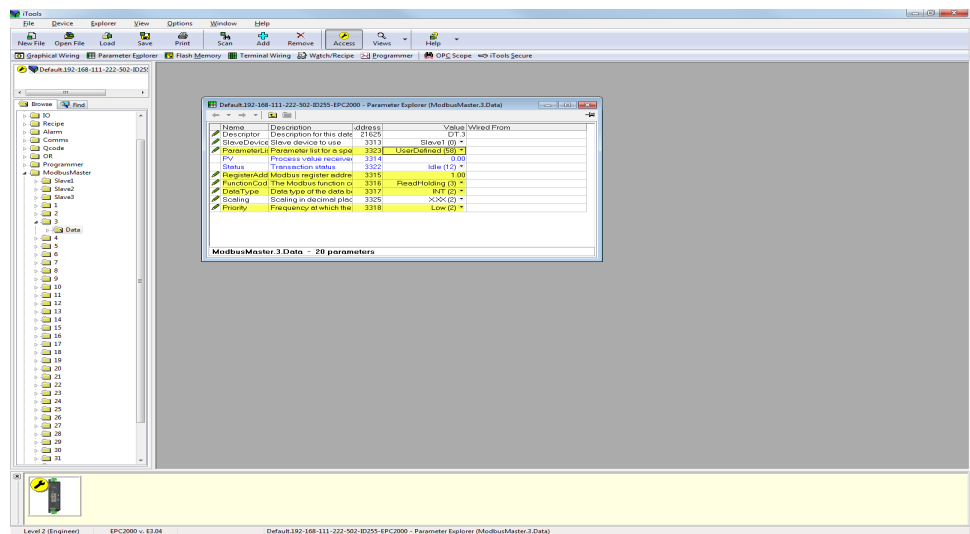 iTools
File Device Explorer View Options Window Help
New File Open File Load Save Print Scan Add Remove Access Views Help
Graphical Wiring Parameter Explorer Flash Memory Terminal Wiring Watch/Recipe Programmer OPC Scope iTools Secure
Default.192-168-111-222-502-ID25
Browse Find
IO
Recipe
Alarm
Comms
Qcode
OR
Programmer
ModbusMaster
Slave1
Slave2
Slave3
1
2
3
Data
4
5
6
7
8
9
10
11
12
13
14
15
16
17
18
19
20
21
22
23
24
25
26
27
28
29
30
31
Default.192-168-111-222-502-ID255-EPC2000 - Parameter Explorer (ModbusMaster.3.Data)
Name Description ddress Value Wired From
Descriptor Description for this date 21625 DT.3
SlaveDevice Slave device to use 3313 Slave1 (0)
ParameterLi Parameter list for a spe 3323 UserDefined (58)
PV Process value receive 3314 0.00
Status Transaction status 3322 Idle (12)
RegisterAdd Modbus register addre 3315 1.00
FunctionCod The Modbus function c 3316 ReadHolding (3)
DataType Data type of the data b 3317 INT (2)
Scaling Scaling in decimal plac 3325 X.XX (2)
Priority Frequency at which the 3318 Low (2)
ModbusMaster.3.Data - 20 parameters
Level 2 (Engineer) EPC2000 v. E3.04 Default.192-168-111-222-502-ID255-EPC2000 - Parameter Explorer (ModbusMaster.3.Data)